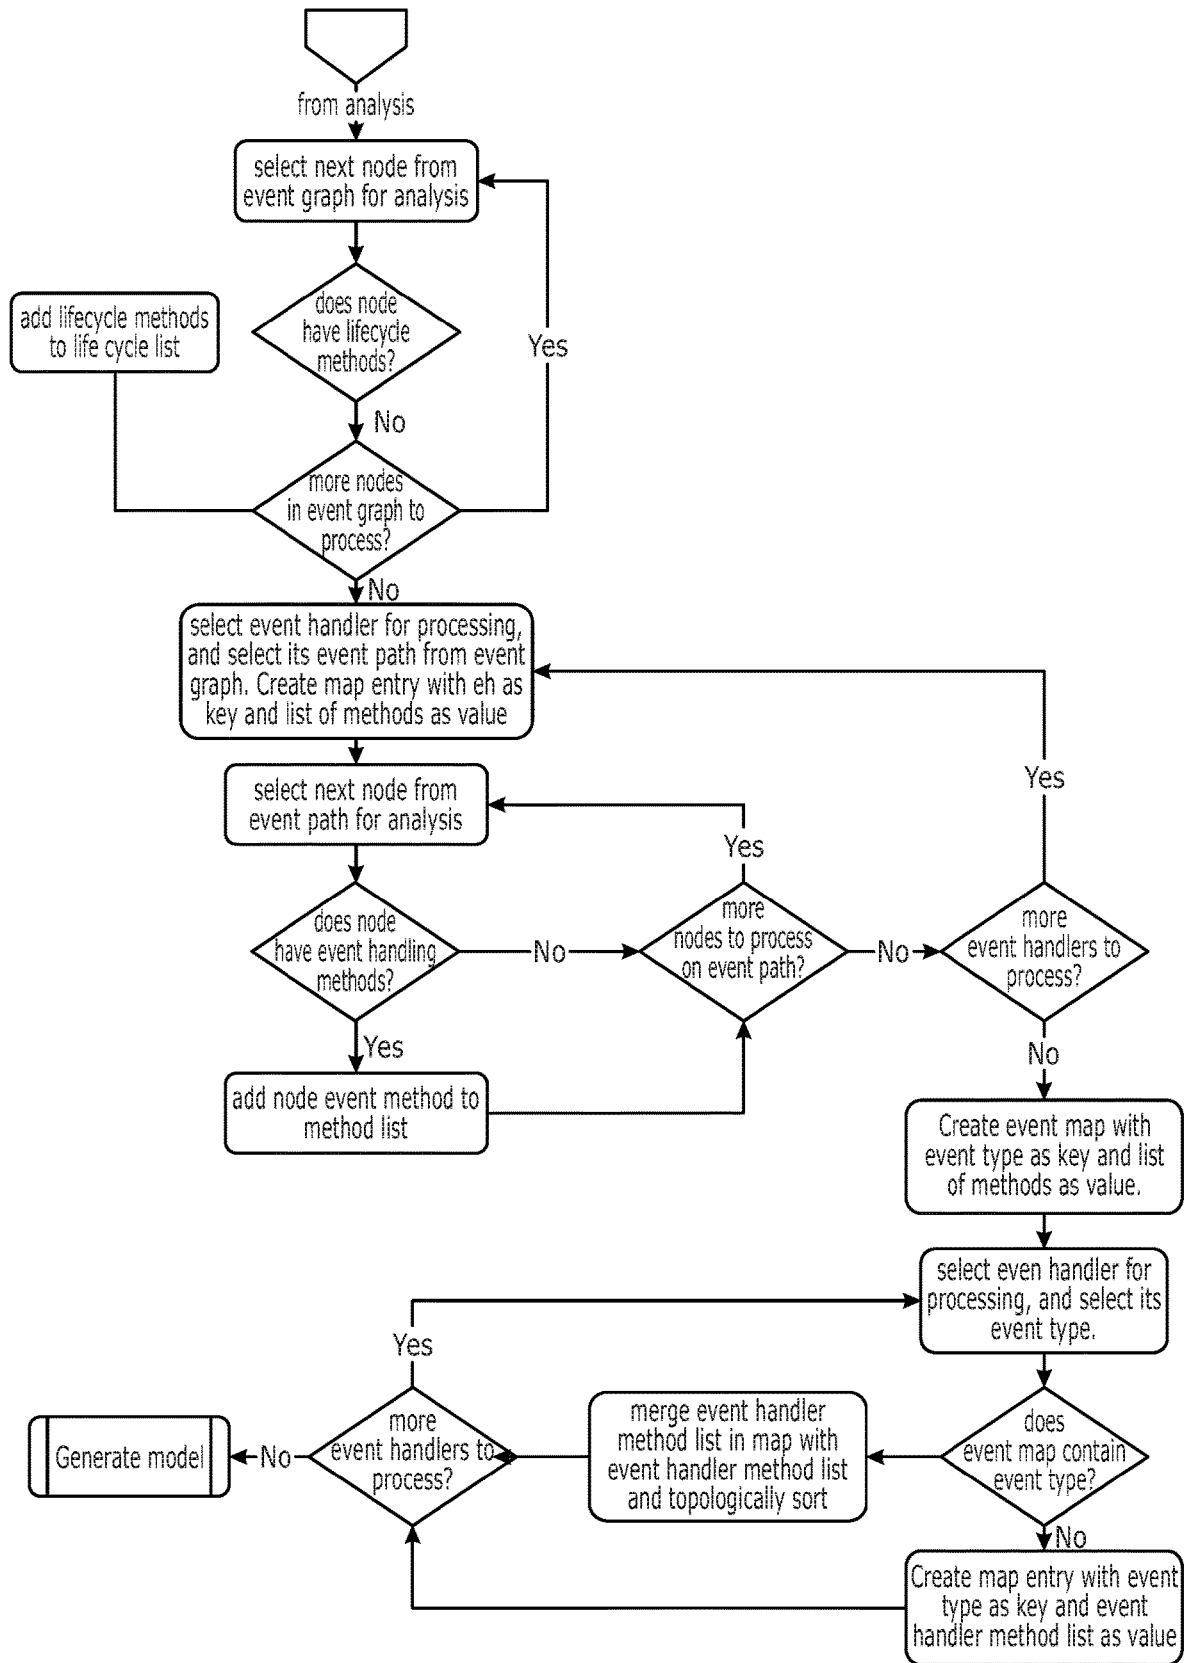 from analysis
select next node from
event graph for analysis
does node
have lifecycle
methods?
add lifecycle methods
to life cycle list
Yes
No
more nodes
in event graph to
process?
No
select event handler for processing,
and select its event path from event
graph. Create map entry with eh as
key and list of methods as value
select next node from
event path for analysis
Yes
Yes
does node
have event handling
methods?
No
more
nodes to process
on event path?
No
more
event handlers to
process?
Yes
No
add node event method to
method list
Create event map with
event type as key and list
of methods as value.
select even handler for
processing, and select its
event type.
Yes
Generate model
No
more
event handlers to
process?
merge event handler
method list in map with
event handler method list
and topologically sort
does
event map contain
event type?
No
Create map entry with event
type as key and event
handler method list as value